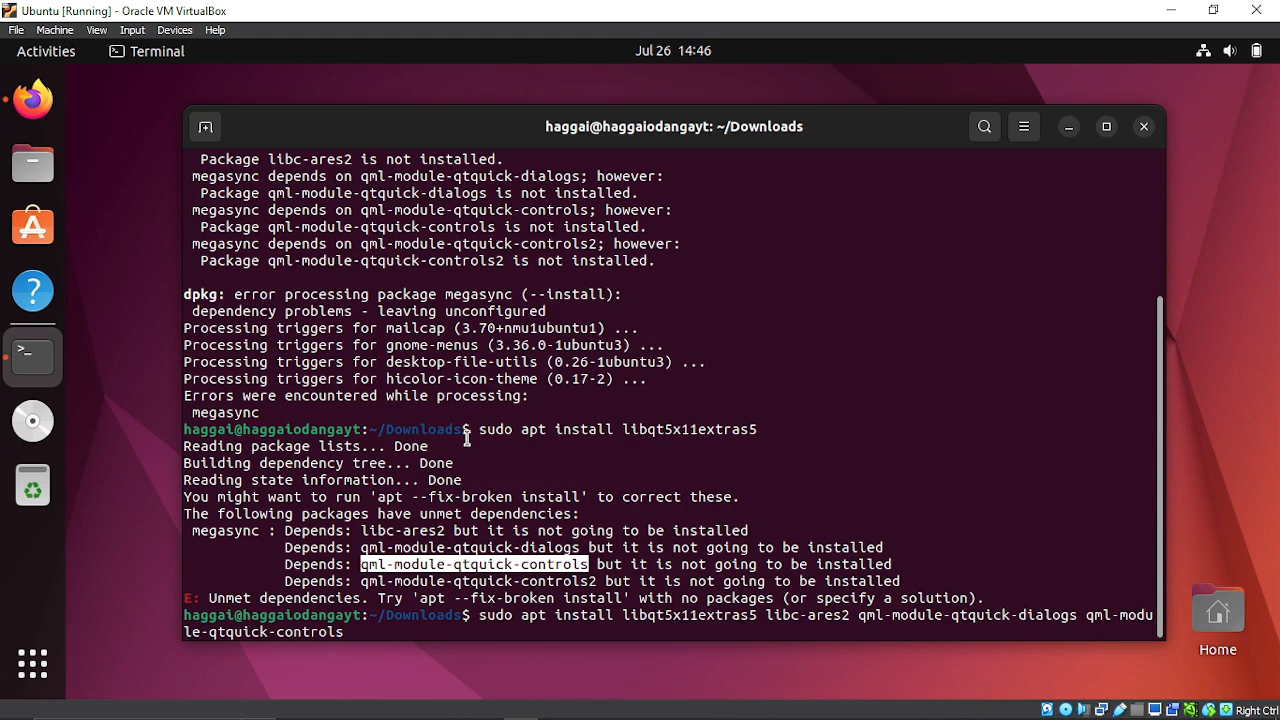 Ubuntu [Running] - Oracle VM VirtualBox
File Machine View Input Devices Help
Activities Terminal Jul 26 14:46
haggai@haggaiodangayt: ~/Downloads
Package libc-ares2 is not installed.
megasync depends on qml-module-qtquick-dialogs; however:
Package qml-module-qtquick-dialogs is not installed.
megasync depends on qml-module-qtquick-controls; however:
Package qml-module-qtquick-controls is not installed.
megasync depends on qml-module-qtquick-controls2; however:
Package qml-module-qtquick-controls2 is not installed.
dpkg: error processing package megasync (--install):
dependency problems - leaving unconfigured
Processing triggers for mailcap (3.70+nmu1ubuntu1) ...
Processing triggers for gnome-menus (3.36.0-1ubuntu3) ...
Processing triggers for desktop-file-utils (0.26-1ubuntu3) ...
Processing triggers for hicolor-icon-theme (0.17-2) ...
Errors were encountered while processing:
megasync
haggai@haggaiodangayt:~/Downloads$ sudo apt install libqt5x11extras5
Reading package lists... Done
Building dependency tree... Done
Reading state information... Done
You might want to run 'apt --fix-broken install' to correct these.
The following packages have unmet dependencies:
megasync : Depends: libc-ares2 but it is not going to be installed
Depends: qml-module-qtquick-dialogs but it is not going to be installed
Depends: qml-module-qtquick-controls but it is not going to be installed
Depends: qml-module-qtquick-controls2 but it is not going to be installed
E: Unmet dependencies. Try 'apt --fix-broken install' with no packages (or specify a solution).
haggai@haggaiodangayt:~/Downloads$ sudo apt install libqt5x11extras5 libc-ares2 qml-module-qtquick-dialogs qml-modu
le-qtquick-controls
Home
Right Ctrl